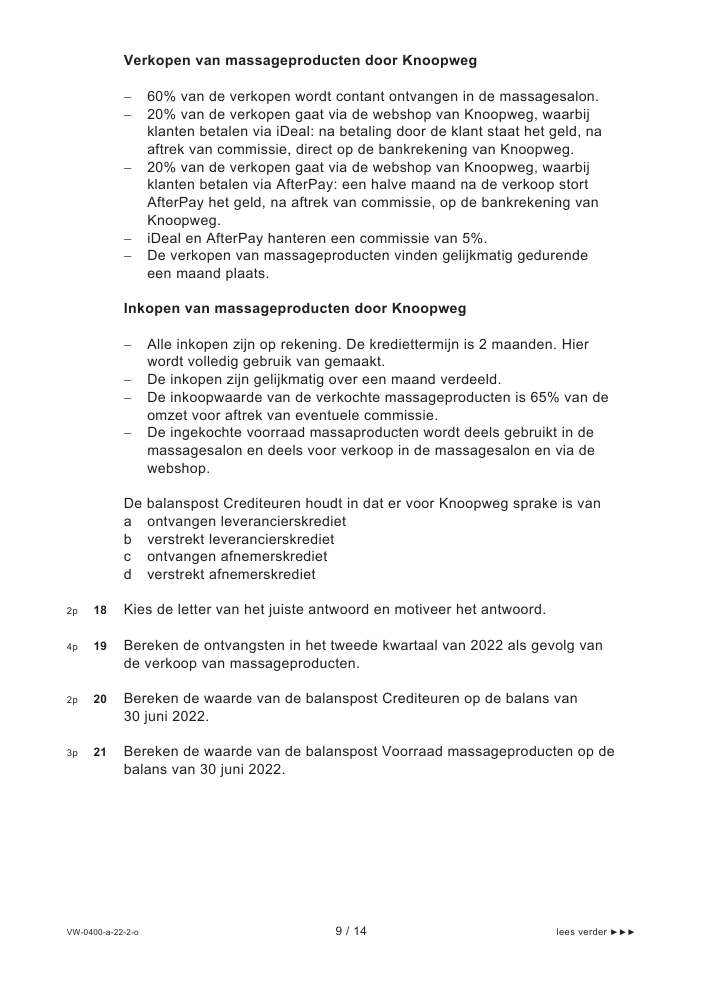 Verkopen van massageproducten door Knoopweg
− 60% van de verkopen wordt contant ontvangen in de massagesalon.
− 20% van de verkopen gaat via de webshop van Knoopweg, waarbij
klanten betalen via iDeal: na betaling door de klant staat het geld, na
aftrek van commissie, direct op de bankrekening van Knoopweg.
− 20% van de verkopen gaat via de webshop van Knoopweg, waarbij
klanten betalen via AfterPay: een halve maand na de verkoop stort
AfterPay het geld, na aftrek van commissie, op de bankrekening van
Knoopweg.
− iDeal en AfterPay hanteren een commissie van 5%.
− De verkopen van massageproducten vinden gelijkmatig gedurende
een maand plaats.
Inkopen van massageproducten door Knoopweg
− Alle inkopen zijn op rekening. De krediettermijn is 2 maanden. Hier
wordt volledig gebruik van gemaakt.
− De inkopen zijn gelijkmatig over een maand verdeeld.
− De inkoopwaarde van de verkochte massageproducten is 65% van de
omzet voor aftrek van eventuele commissie.
− De ingekochte voorraad massaproducten wordt deels gebruikt in de
massagesalon en deels voor verkoop in de massagesalon en via de
webshop.
De balanspost Crediteuren houdt in dat er voor Knoopweg sprake is van
a ontvangen leverancierskrediet
b verstrekt leverancierskrediet
c ontvangen afnemerskrediet
d verstrekt afnemerskrediet
2p 18 Kies de letter van het juiste antwoord en motiveer het antwoord.
4p 19 Bereken de ontvangsten in het tweede kwartaal van 2022 als gevolg van
de verkoop van massageproducten.
2p 20 Bereken de waarde van de balanspost Crediteuren op de balans van
30 juni 2022.
3p 21 Bereken de waarde van de balanspost Voorraad massageproducten op de
balans van 30 juni 2022.
VW-0400-a-22-2-o 9 / 14 lees verder ►►►